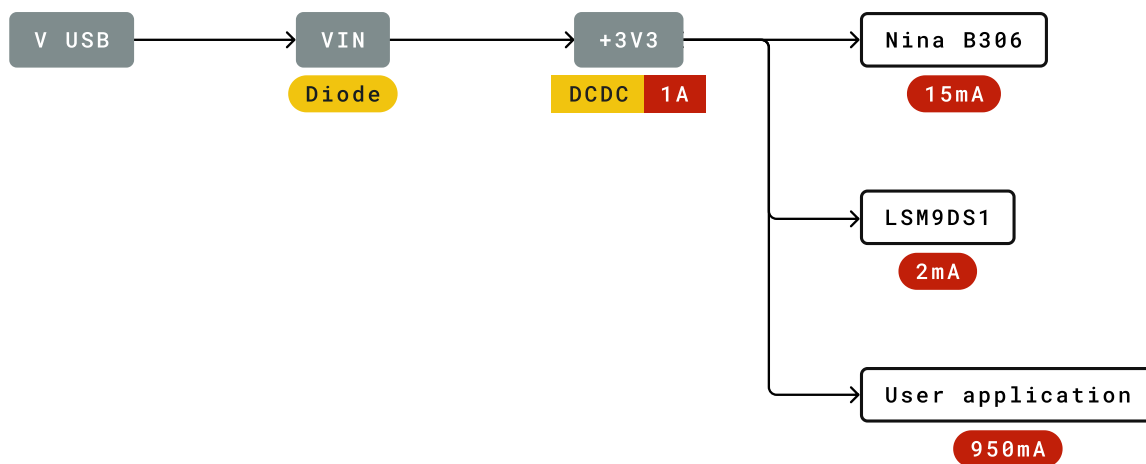 V USB
VIN
+3V3
Nina B306
Diode
DCDC
1A
15mA
LSM9DS1
2mA
User application
950mA